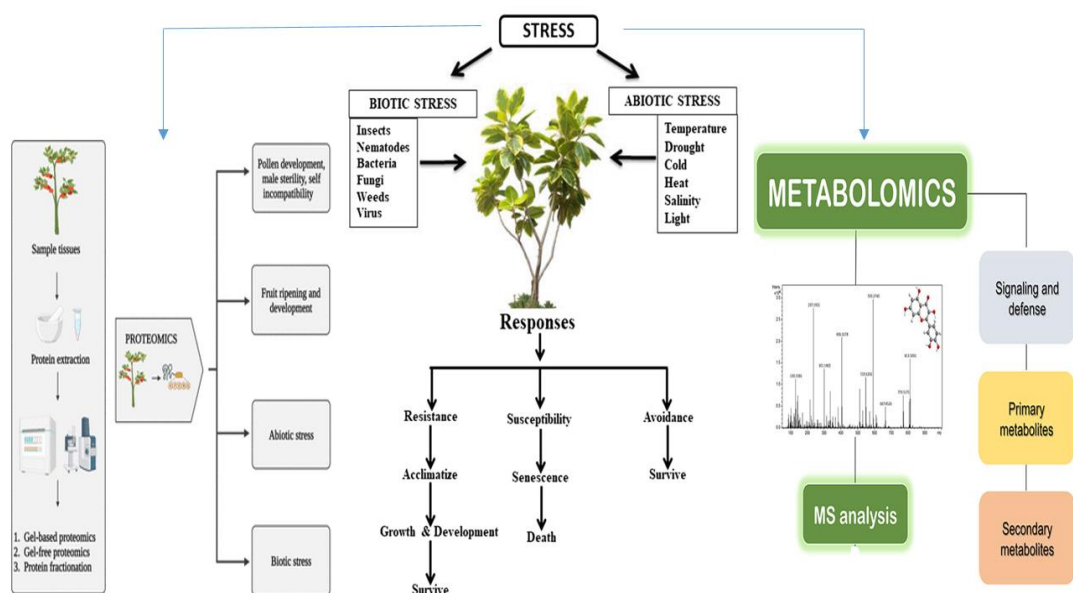 STRESS
BIOTIC STRESS
Insects
Nematodes
Bacteria
Fungi
Weeds
Virus
ABIOTIC STRESS
Temperature
Drought
Cold
Heat
Salinity
Light
Sample tissues
Protein extraction
1. Gel-based proteomics
2. Gel-free proteomics
3. Protein fractionation
PROTEOMICS
Pollen development,
male sterility, self
incompatibility
Fruit ripening and
development
Abiotic stress
Biotic stress
Responses
Resistance
Acclimatize
Growth & Development
Survive
Susceptibility
Senescence
Death
Avoidance
Survive
METABOLOMICS
MS analysis
Signaling and
defense
Primary
metabolites
Secondary
metabolites